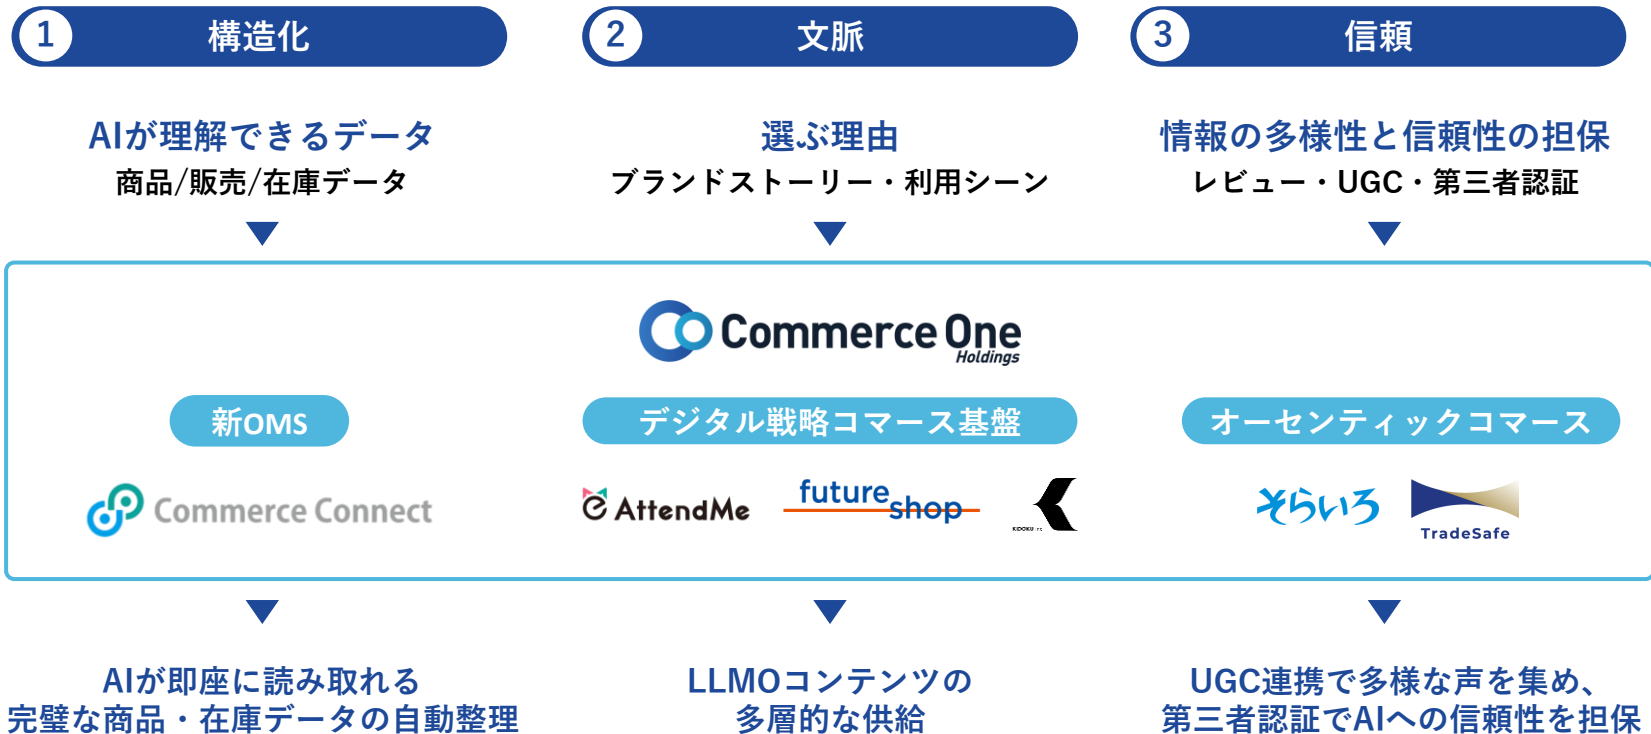 1 構造化
AIが理解できるデータ
商品/販売/在庫データ
2 文脈
選ぶ理由
ブランドストーリー・利用シーン
3 信頼
情報の多様性と信頼性の担保
レビュー・UGC・第三者認証
Commerce One
Holdings
新OMS
Commerce Connect
デジタル戦略コマース基盤
AttendMe
future
shop
KIDOKU
オーセンティックコマース
そらいろ
TradeSafe
AIが即座に読み取れる
完璧な商品・在庫データの自動整理
LLMOコンテンツの
多層的な供給
UGC連携で多様な声を集め、
第三者認証でAIへの信頼性を担保